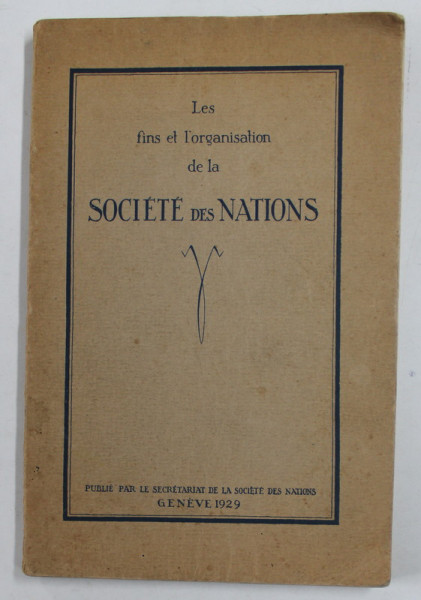 Les
fins et l'organisation
de la
SOCIÉTÉ DES NATIONS
PUBLIÉ PAR LE SECRÉTARIAT DE LA SOCIÉTÉ DES NATIONS
GENÈVE 1929